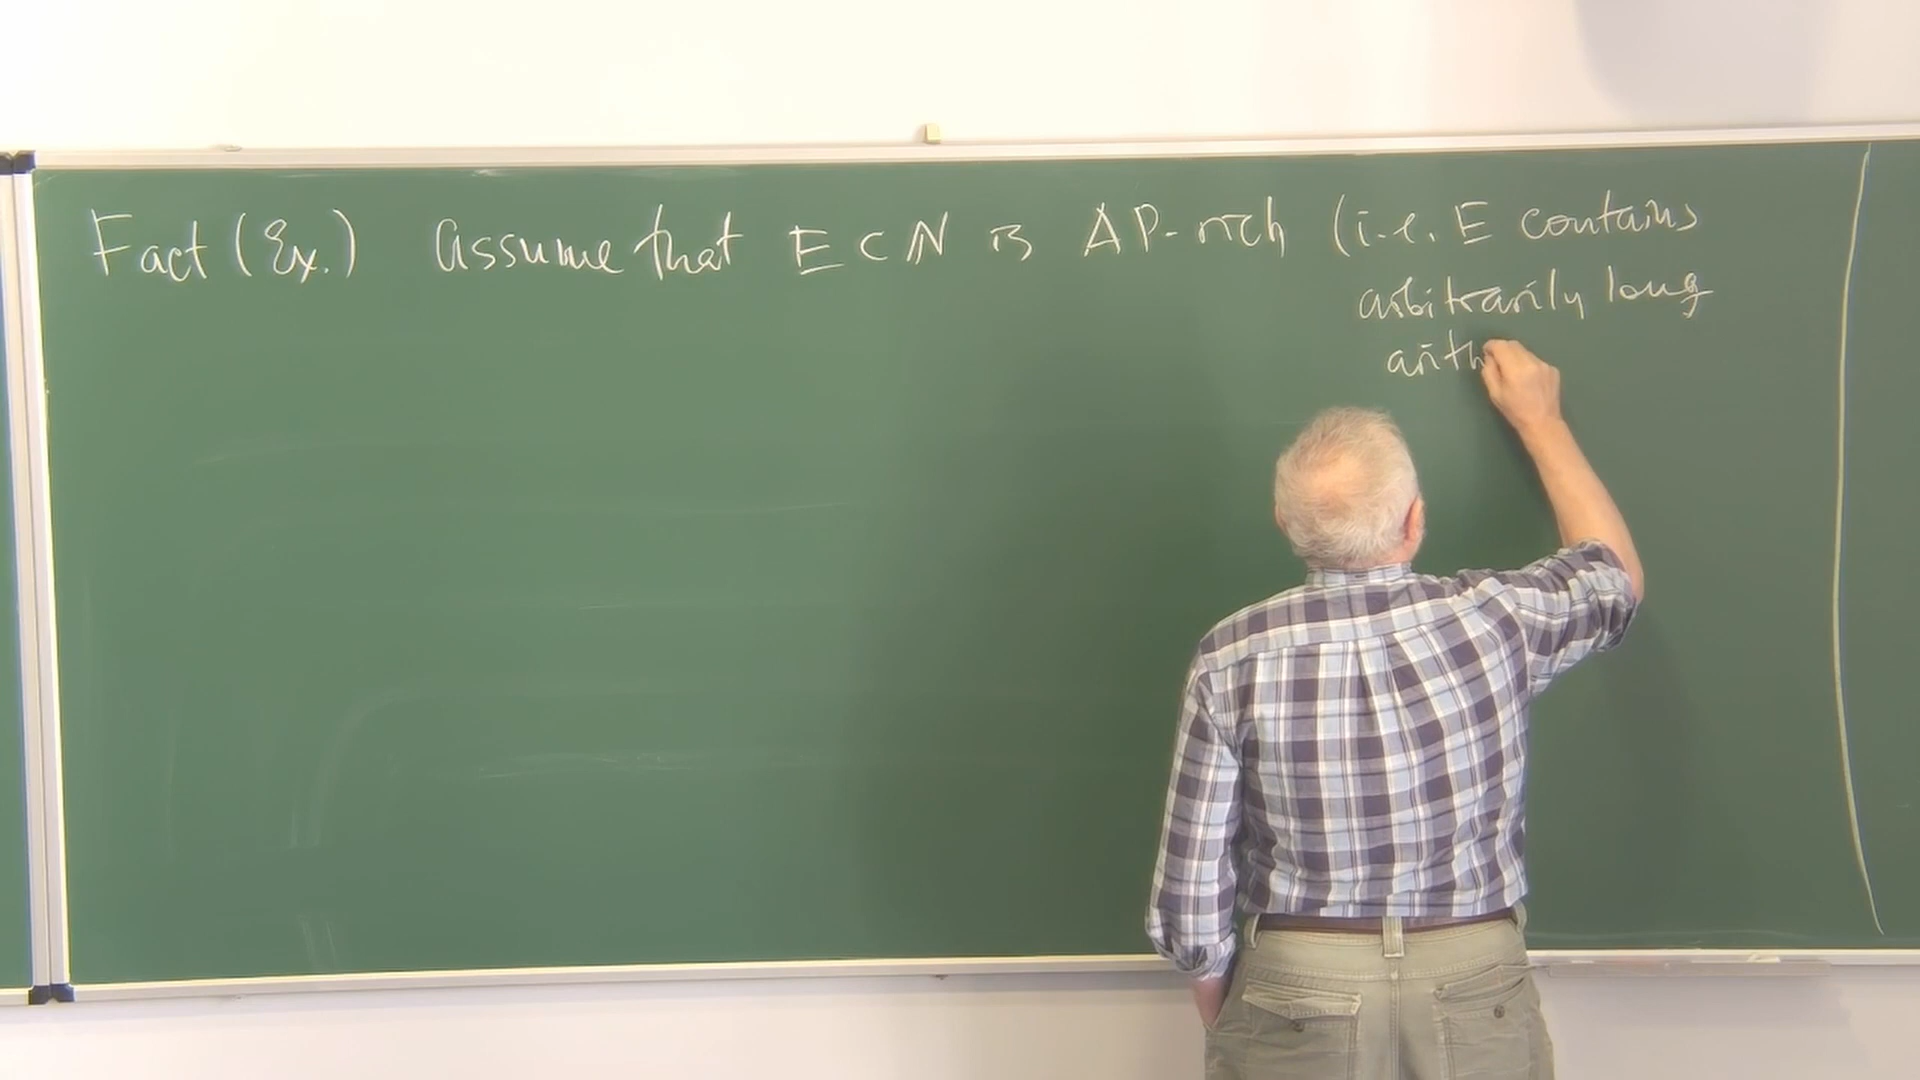 Fact (Ex.) Assume that E ⊂ ℕ is AP-rich (i.e. E contains
arbitrarily long
arith